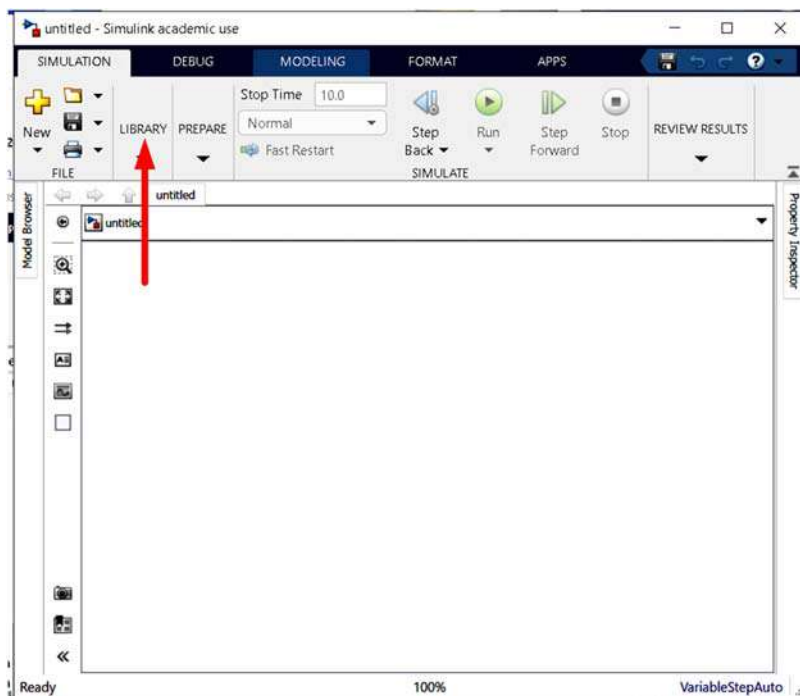 untitled - Simulink academic use
SIMULATION DEBUG MODELING FORMAT APPS
?
New
FILE
LIBRARY
PREPARE
Stop Time 10.0
Normal
Fast Restart
Step Back
Run
Step Forward
Stop
SIMULATE
REVIEW RESULTS
untitled
untitled
Model Browser
Property Inspector
Ready 100% VariableStepAuto